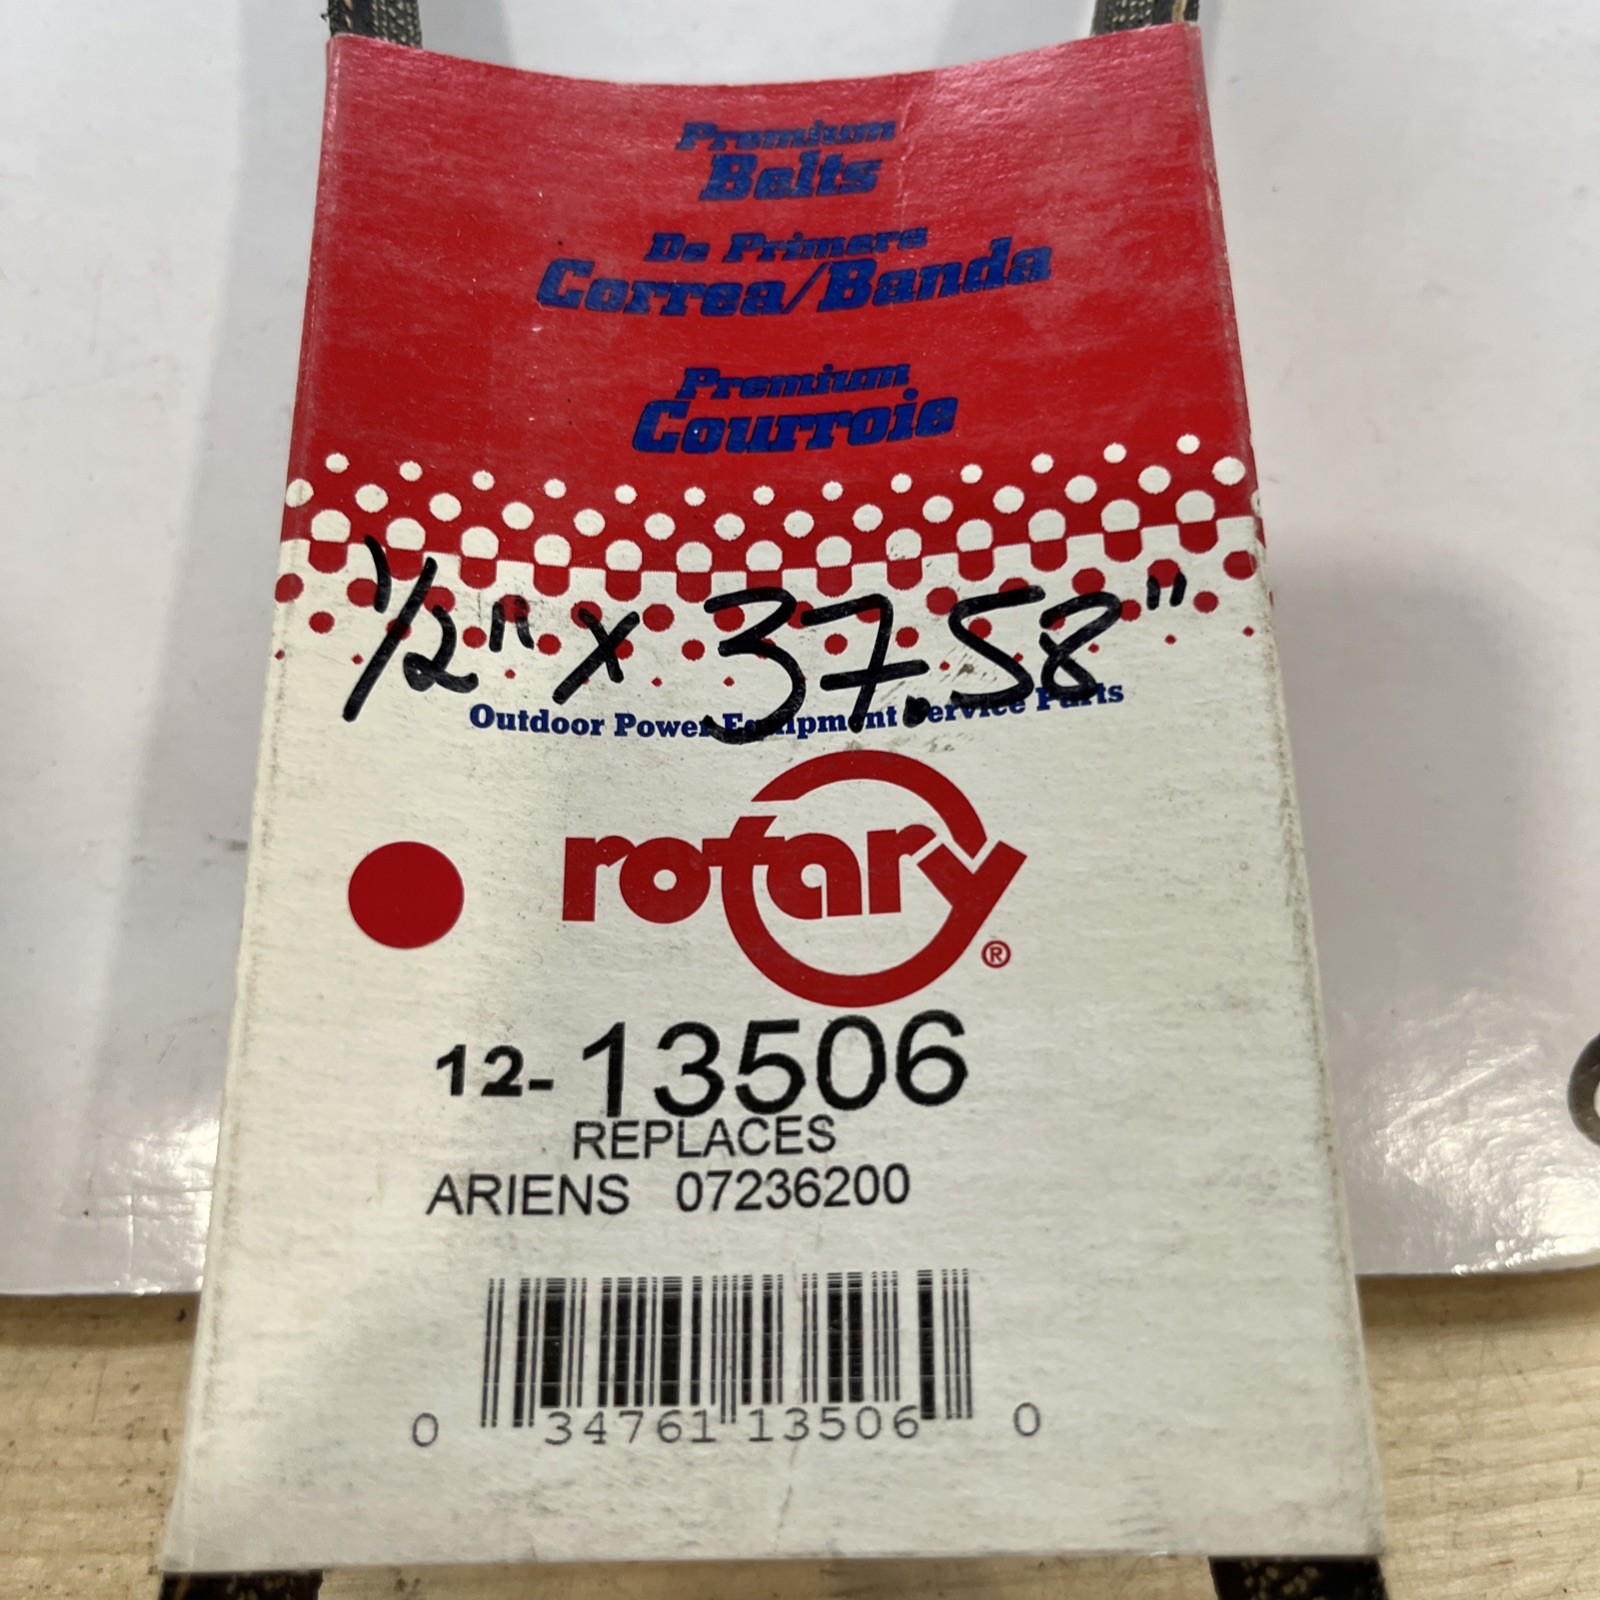 Premium
Belts
De Primera
Correa/Banda
Premium
Courroie
1/2" x 37.58"
Outdoor Power Equipment Service Parts
rotary®
12-13506
REPLACES
ARIENS 07236200
0 34761 13506 0